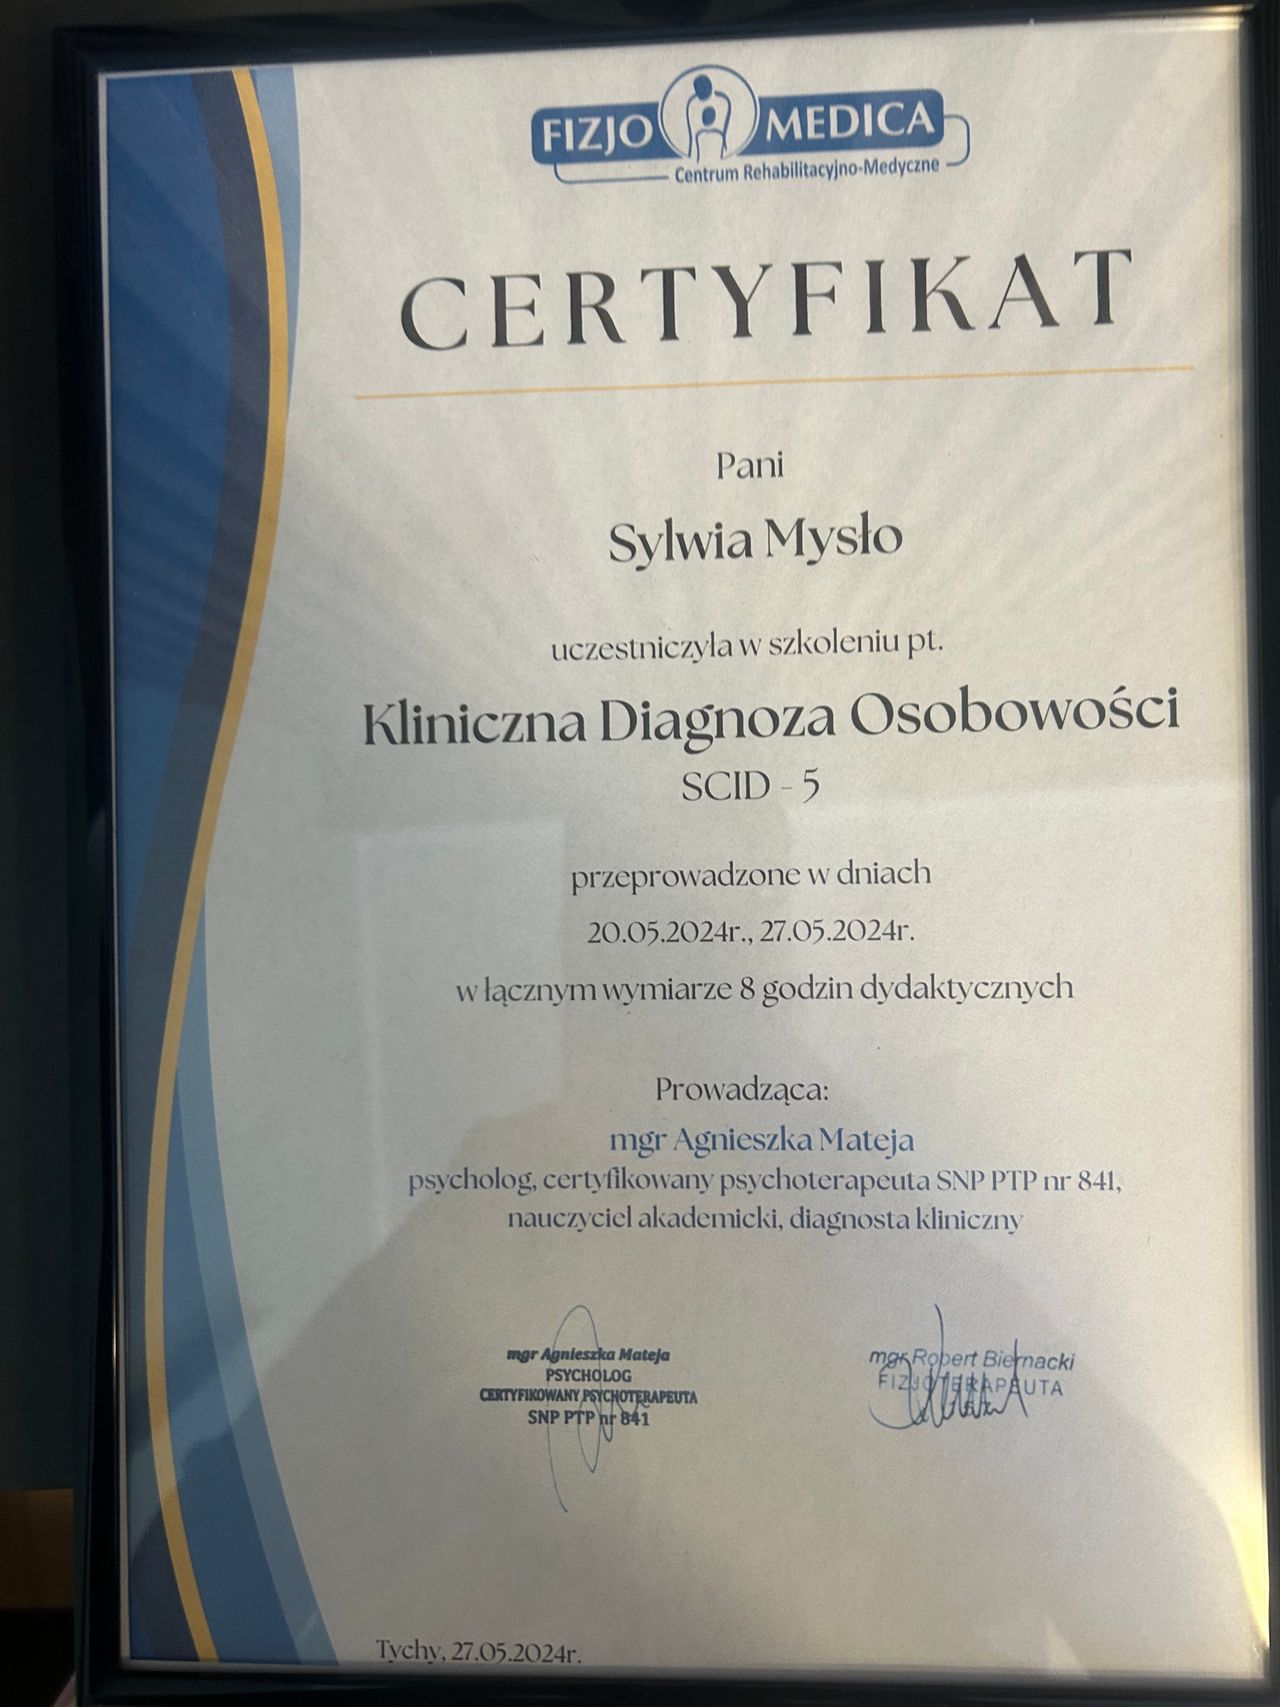 FIZJO MEDICA
Centrum Rehabilitacyjno-Medyczne
CERTYFIKAT
Pani
Sylwia Mysło
uczestniczyła w szkoleniu pt.
Kliniczna Diagnoza Osobowości
SCID - 5
przeprowadzone w dniach
20.05.2024r., 27.05.2024r.
w łącznym wymiarze 8 godzin dydaktycznych
Prowadząca:
mgr Agnieszka Mateja
psycholog, certyfikowany psychoterapeuta SNP PTP nr 841,
nauczyciel akademicki, diagnosta kliniczny
mgr Agnieszka Mateja
PSYCHOLOG
CERTYFIKOWANY PSYCHOTERAPEUTA
SNP PTP nr 841
mgr Robert Biernacki
FIZJOTERAPEUTA
Tychy, 27.05.2024r.